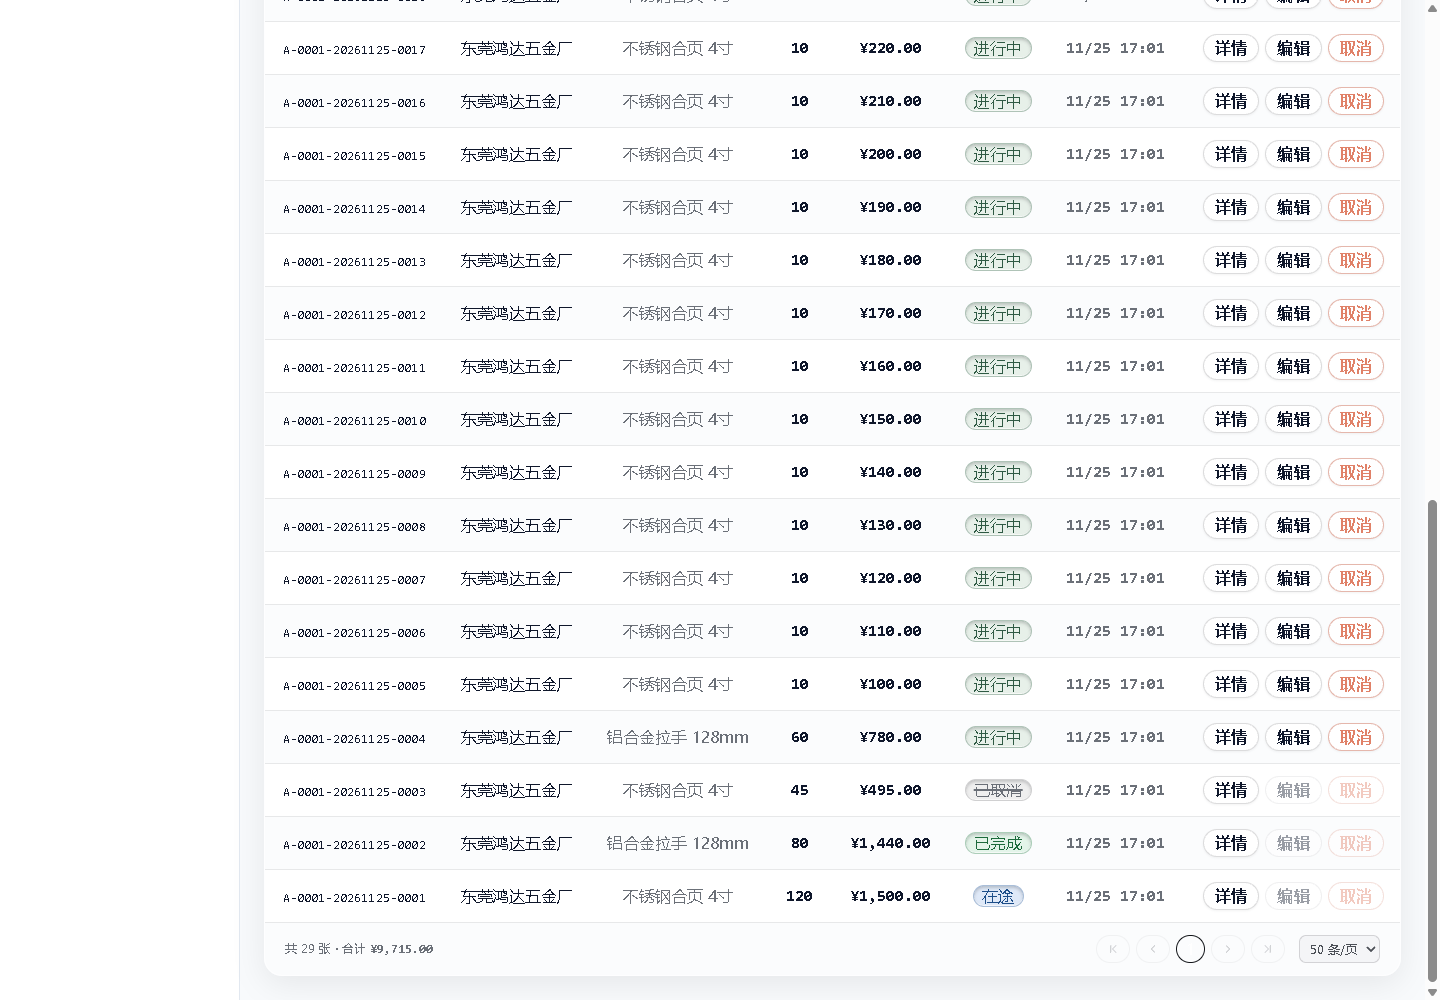 A-0001-20261125-0017 东莞鸿达五金厂 不锈钢合页 4寸 10 ¥220.00 进行中 11/25 17:01 详情 编辑 取消
A-0001-20261125-0016 东莞鸿达五金厂 不锈钢合页 4寸 10 ¥210.00 进行中 11/25 17:01 详情 编辑 取消
A-0001-20261125-0015 东莞鸿达五金厂 不锈钢合页 4寸 10 ¥200.00 进行中 11/25 17:01 详情 编辑 取消
A-0001-20261125-0014 东莞鸿达五金厂 不锈钢合页 4寸 10 ¥190.00 进行中 11/25 17:01 详情 编辑 取消
A-0001-20261125-0013 东莞鸿达五金厂 不锈钢合页 4寸 10 ¥180.00 进行中 11/25 17:01 详情 编辑 取消
A-0001-20261125-0012 东莞鸿达五金厂 不锈钢合页 4寸 10 ¥170.00 进行中 11/25 17:01 详情 编辑 取消
A-0001-20261125-0011 东莞鸿达五金厂 不锈钢合页 4寸 10 ¥160.00 进行中 11/25 17:01 详情 编辑 取消
A-0001-20261125-0010 东莞鸿达五金厂 不锈钢合页 4寸 10 ¥150.00 进行中 11/25 17:01 详情 编辑 取消
A-0001-20261125-0009 东莞鸿达五金厂 不锈钢合页 4寸 10 ¥140.00 进行中 11/25 17:01 详情 编辑 取消
A-0001-20261125-0008 东莞鸿达五金厂 不锈钢合页 4寸 10 ¥130.00 进行中 11/25 17:01 详情 编辑 取消
A-0001-20261125-0007 东莞鸿达五金厂 不锈钢合页 4寸 10 ¥120.00 进行中 11/25 17:01 详情 编辑 取消
A-0001-20261125-0006 东莞鸿达五金厂 不锈钢合页 4寸 10 ¥110.00 进行中 11/25 17:01 详情 编辑 取消
A-0001-20261125-0005 东莞鸿达五金厂 不锈钢合页 4寸 10 ¥100.00 进行中 11/25 17:01 详情 编辑 取消
A-0001-20261125-0004 东莞鸿达五金厂 铝合金拉手 128mm 60 ¥780.00 进行中 11/25 17:01 详情 编辑 取消
A-0001-20261125-0003 东莞鸿达五金厂 不锈钢合页 4寸 45 ¥495.00 已取消 11/25 17:01 详情 编辑 取消
A-0001-20261125-0002 东莞鸿达五金厂 铝合金拉手 128mm 80 ¥1,440.00 已完成 11/25 17:01 详情 编辑 取消
A-0001-20261125-0001 东莞鸿达五金厂 不锈钢合页 4寸 120 ¥1,500.00 在途 11/25 17:01 详情 编辑 取消
共 29 张 · 合计 ¥9,715.00 50 条/页